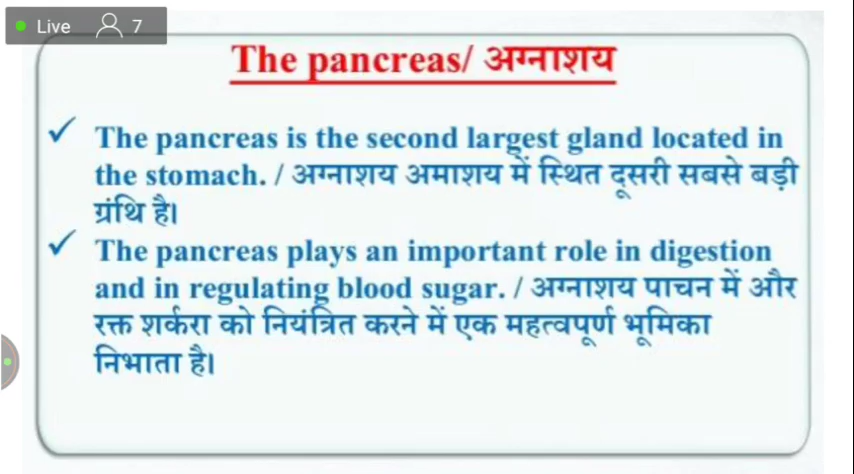 Live 7
The pancreas/ अग्नाशय
✓ The pancreas is the second largest gland located in
the stomach. / अग्नाशय अमाशय में स्थित दूसरी सबसे बड़ी
ग्रंथि है।
✓ The pancreas plays an important role in digestion
and in regulating blood sugar. / अग्नाशय पाचन में और
रक्त शर्करा को नियंत्रित करने में एक महत्वपूर्ण भूमिका
निभाता है।